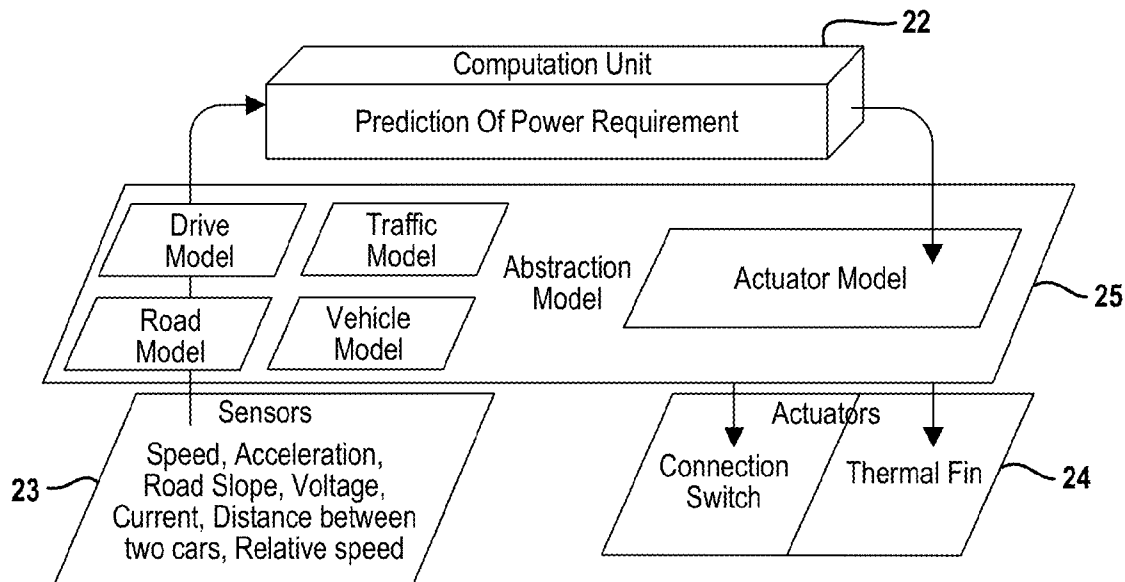 22
Computation Unit
Prediction Of Power Requirement
Drive
Model
Traffic
Model
Abstraction
Model
Actuator Model
25
Road
Model
Vehicle
Model
Sensors
Speed, Acceleration,
Road Slope, Voltage,
Current, Distance between
two cars, Relative speed
23
Actuators
Connection
Switch
Thermal Fin
24